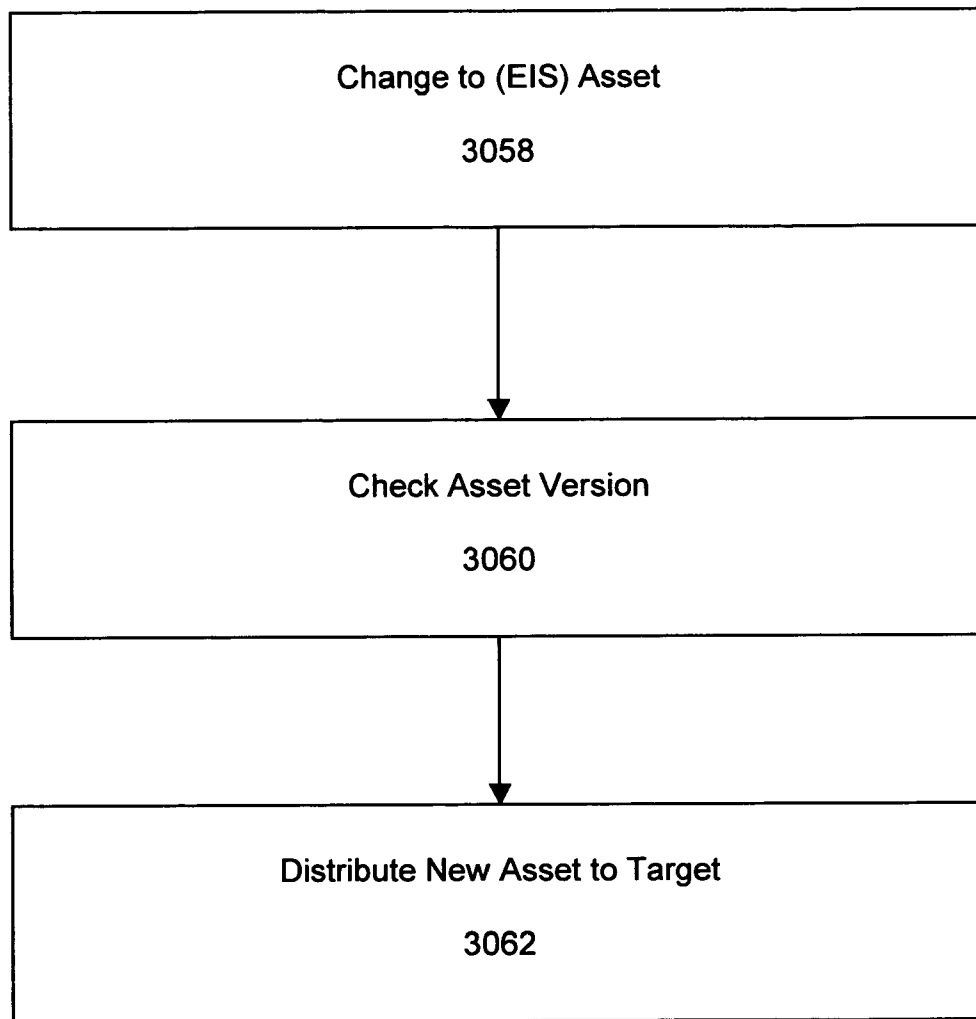 Change to (EIS) Asset
3058
Check Asset Version
3060
Distribute New Asset to Target
3062